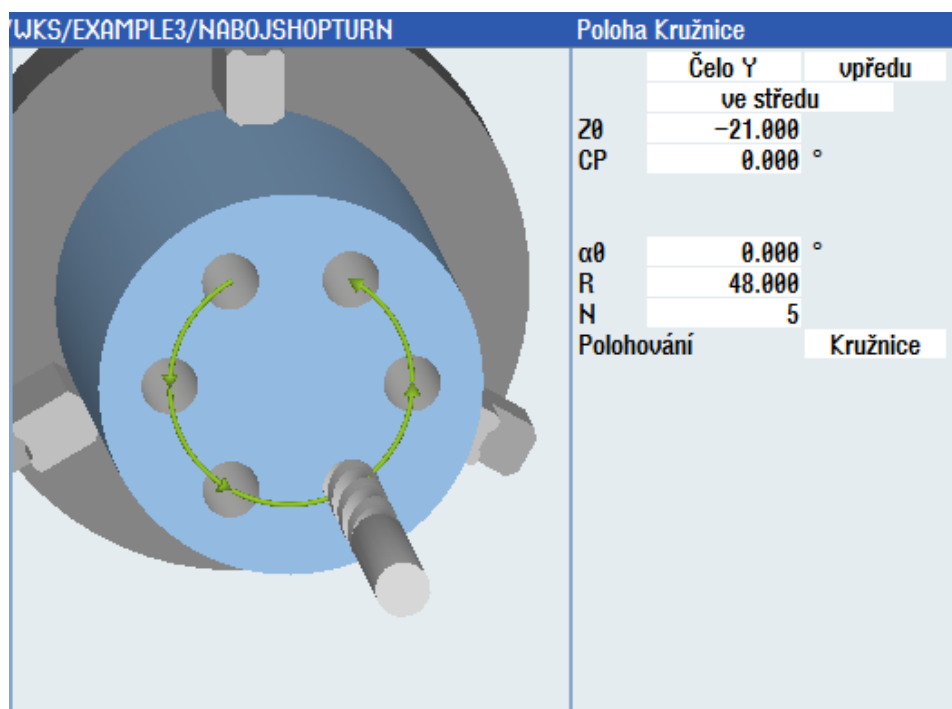 /WKS/EXAMPLE3/NABOJSHOPTURN
Poloha Kružnice
Čelo Y vpředu
ve středu
Z0 -21.000
CP 0.000 °
α0 0.000 °
R 48.000
N 5
Polohování Kružnice